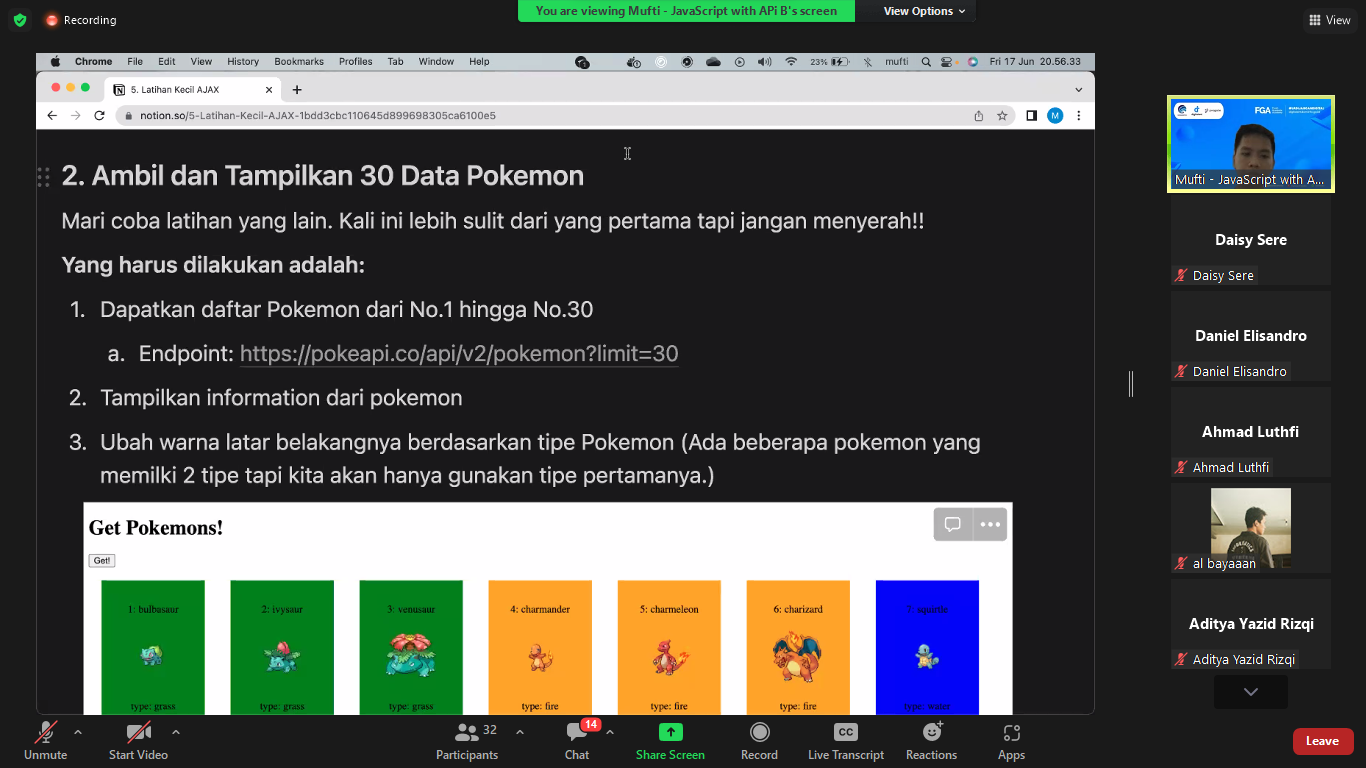 Recording
You are viewing Mufti - JavaScript with APi B's screen
View Options
View
Chrome File Edit View History Bookmarks Profiles Tab Window Help
23%
mufti
Fri 17 Jun 20.56.33
5. Latihan Kecil AJAX
notion.so/5-Latihan-Kecil-AJAX-1bdd3cbc110645d899698305ca6100e5
M
2. Ambil dan Tampilkan 30 Data Pokemon
Mari coba latihan yang lain. Kali ini lebih sulit dari yang pertama tapi jangan menyerah!!
Yang harus dilakukan adalah:
1. Dapatkan daftar Pokemon dari No.1 hingga No.30
a. Endpoint: https://pokeapi.co/api/v2/pokemon?limit=30
2. Tampilkan information dari pokemon
3. Ubah warna latar belakangnya berdasarkan tipe Pokemon (Ada beberapa pokemon yang
memilki 2 tipe tapi kita akan hanya gunakan tipe pertamanya.)
Get Pokemons!
Get!
1: bulbasaur
2: ivysaur
3: venusaur
4: charmander
5: charmeleon
6: charizard
7: squirtle
type: grass
type: grass
type: grass
type: fire
type: fire
type: fire
type: water
FGA
Mufti - JavaScript with A...
Daisy Sere
Daisy Sere
Daniel Elisandro
Daniel Elisandro
Ahmad Luthfi
Ahmad Luthfi
al bayaaan
Aditya Yazid Rizqi
Aditya Yazid Rizqi
Unmute
Start Video
32
Participants
14
Chat
Share Screen
Record
CC
Live Transcript
Reactions
Apps
Leave